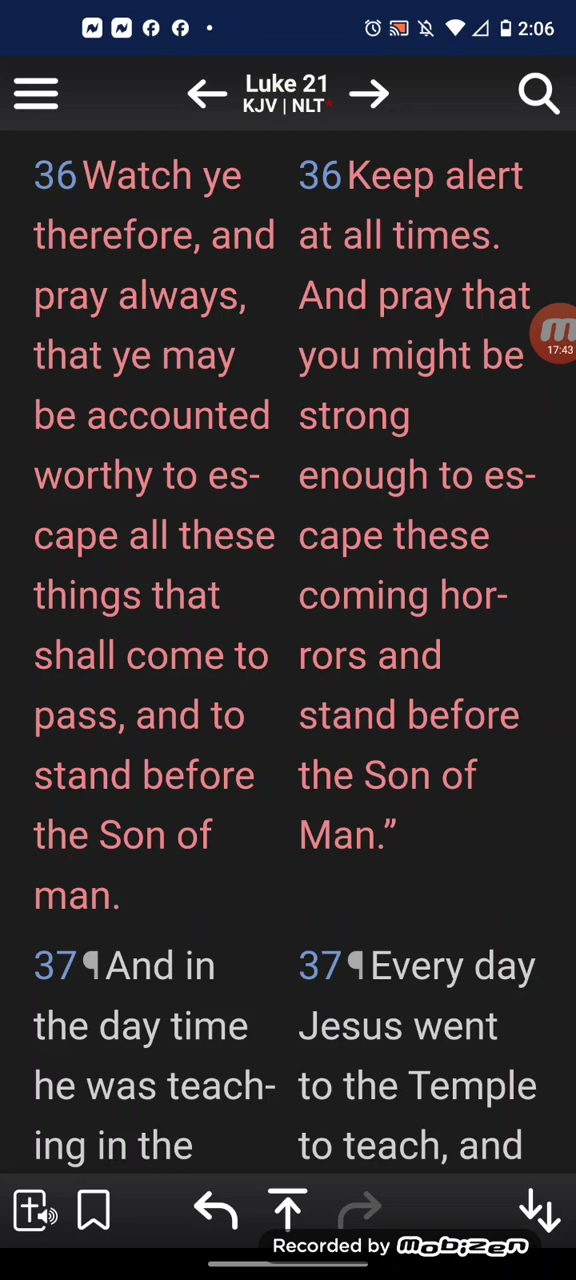 2:06
Luke 21
KJV | NLT*
36 Watch ye
therefore, and
pray always,
that ye may
be accounted
worthy to es-
cape all these
things that
shall come to
pass, and to
stand before
the Son of
man.
37 ¶ And in
the day time
he was teach-
ing in the
36 Keep alert
at all times.
And pray that
you might be
strong
enough to es-
cape these
coming hor-
rors and
stand before
the Son of
Man.”
37 ¶ Every day
Jesus went
to the Temple
to teach, and
17:43
Recorded by mobizen